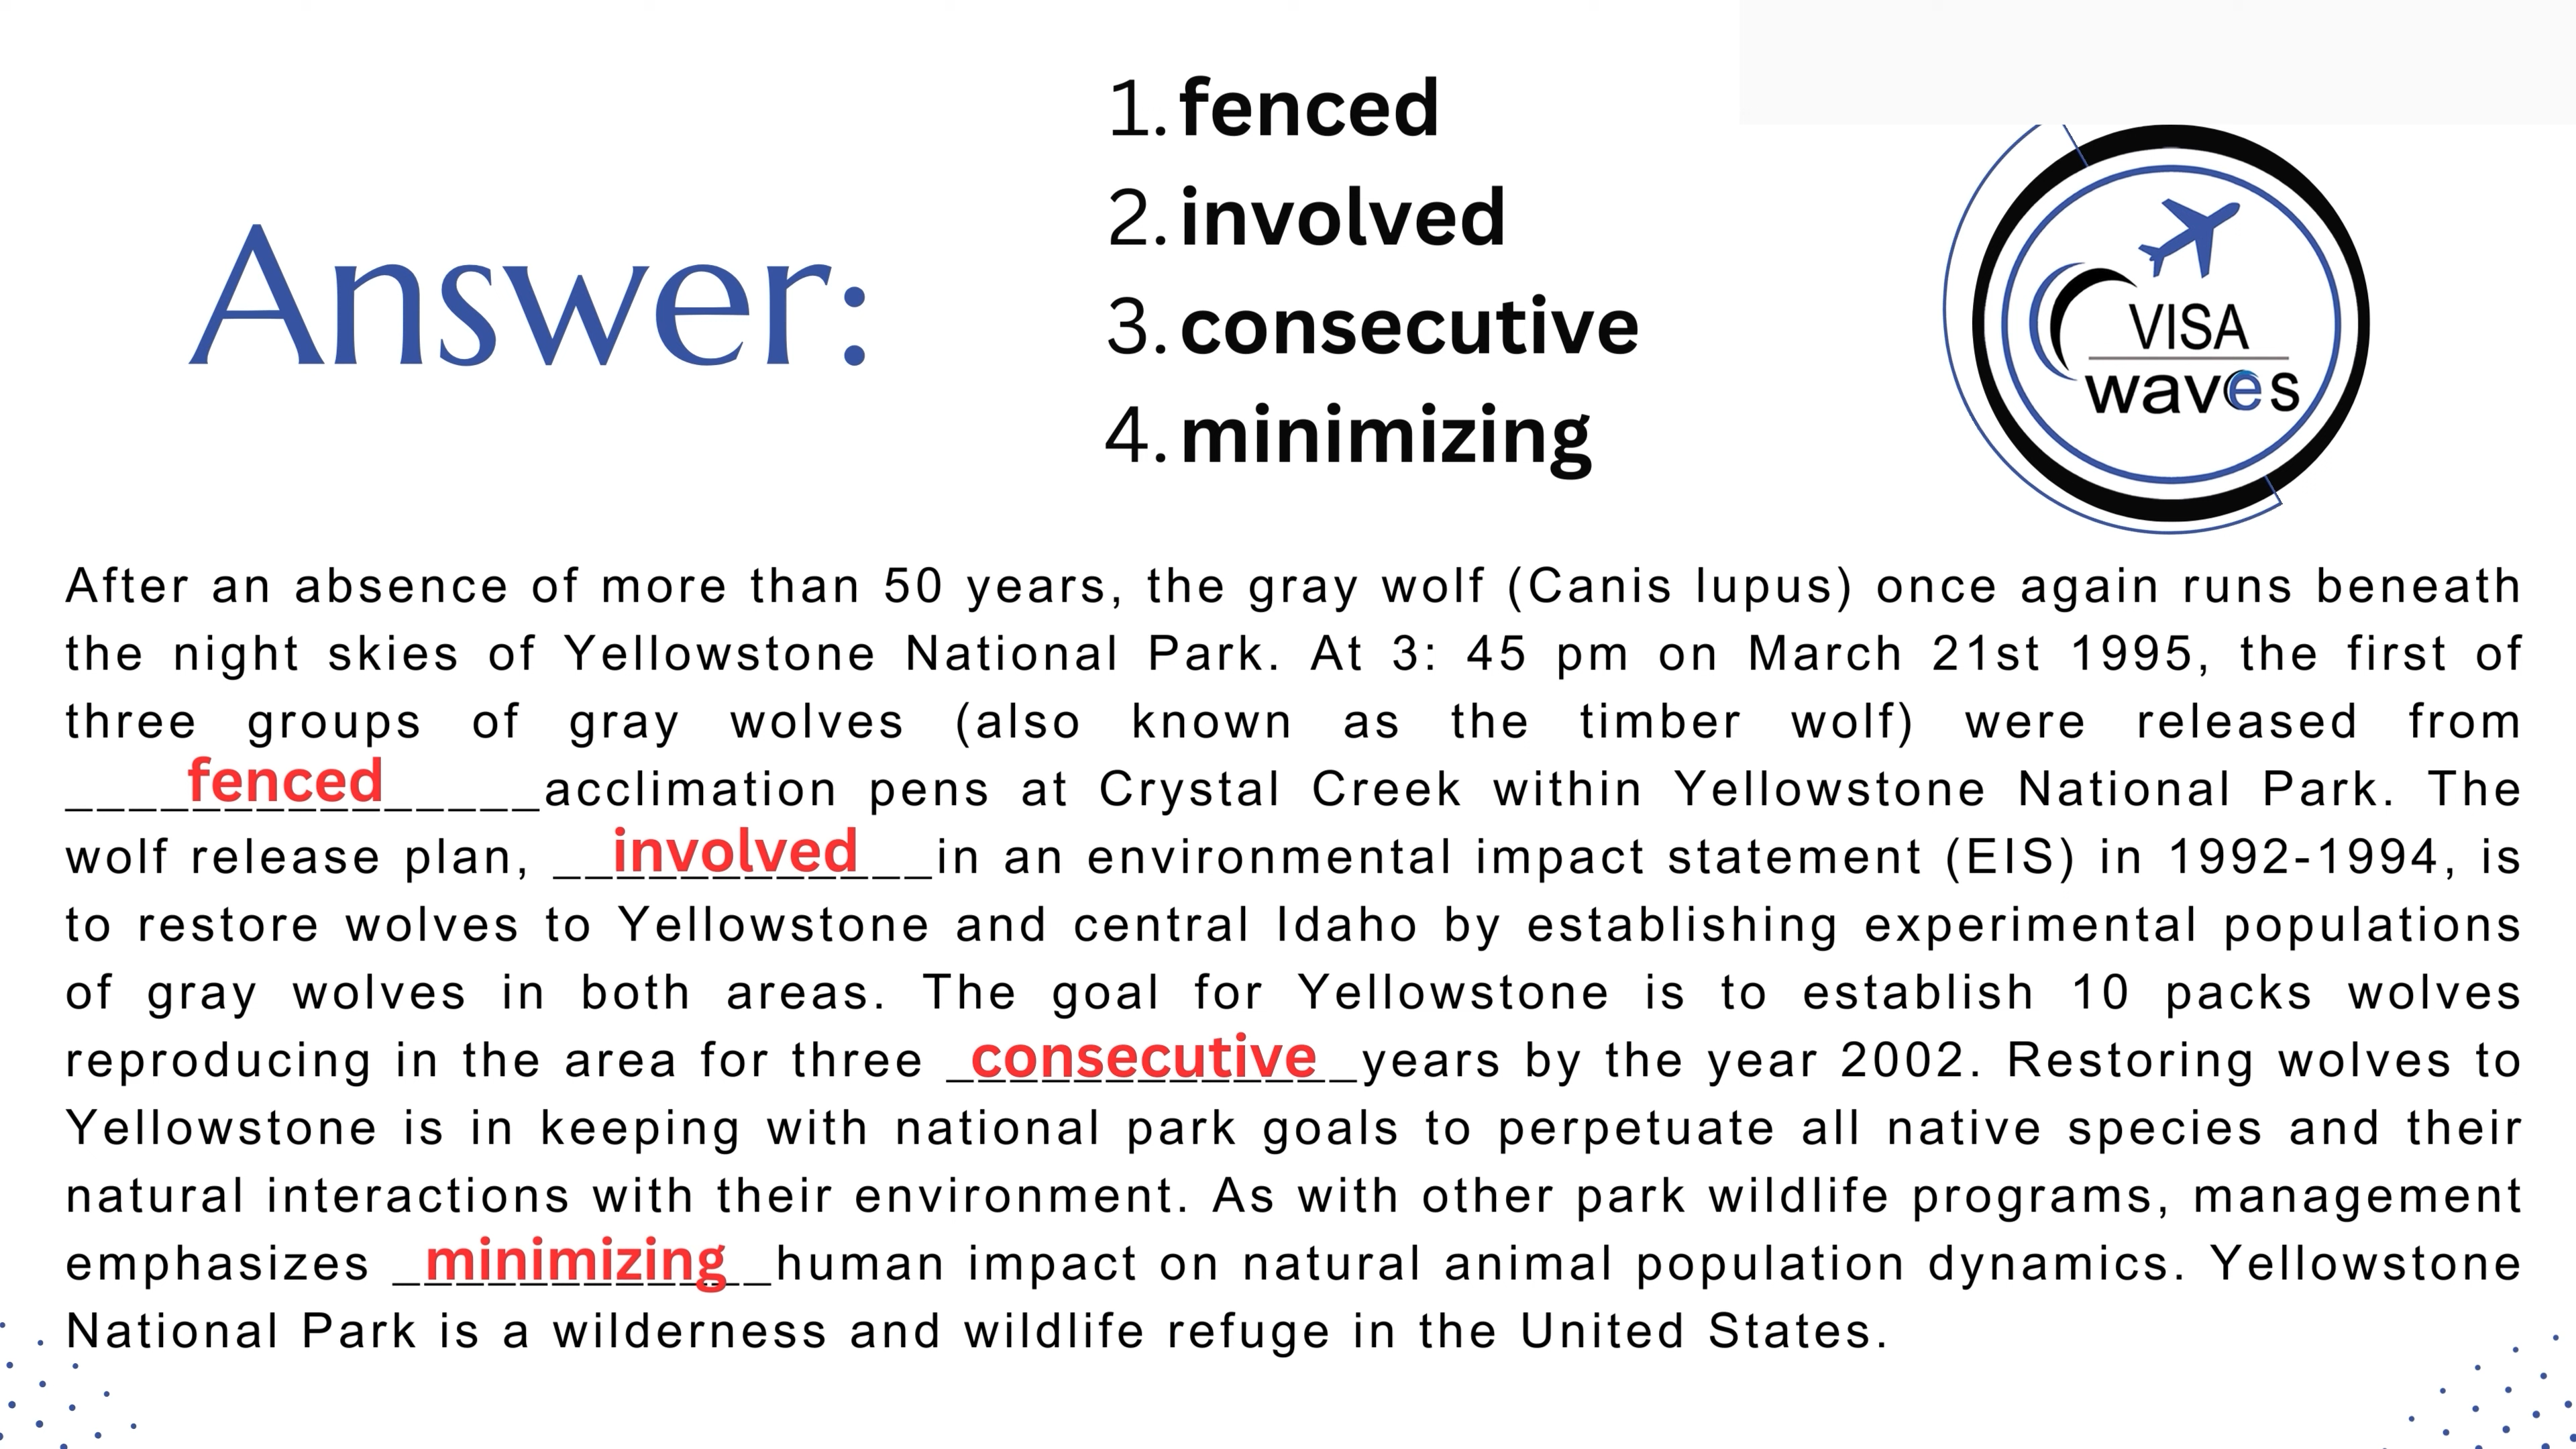 1. fenced
2. involved
Answer:
3. consecutive
4. minimizing
VISA
waves
After an absence of more than 50 years, the gray wolf (Canis lupus) once again runs beneath
the night skies of Yellowstone National Park. At 3: 45 pm on March 21st 1995, the first of
three groups of gray wolves (also known as the timber wolf) were released from
____fenced_____acclimation pens at Crystal Creek within Yellowstone National Park. The
wolf release plan, __involved__in an environmental impact statement (EIS) in 1992-1994, is
to restore wolves to Yellowstone and central Idaho by establishing experimental populations
of gray wolves in both areas. The goal for Yellowstone is to establish 10 packs wolves
reproducing in the area for three _consecutive_years by the year 2002. Restoring wolves to
Yellowstone is in keeping with national park goals to perpetuate all native species and their
natural interactions with their environment. As with other park wildlife programs, management
emphasizes _minimizing_human impact on natural animal population dynamics. Yellowstone
National Park is a wilderness and wildlife refuge in the United States.